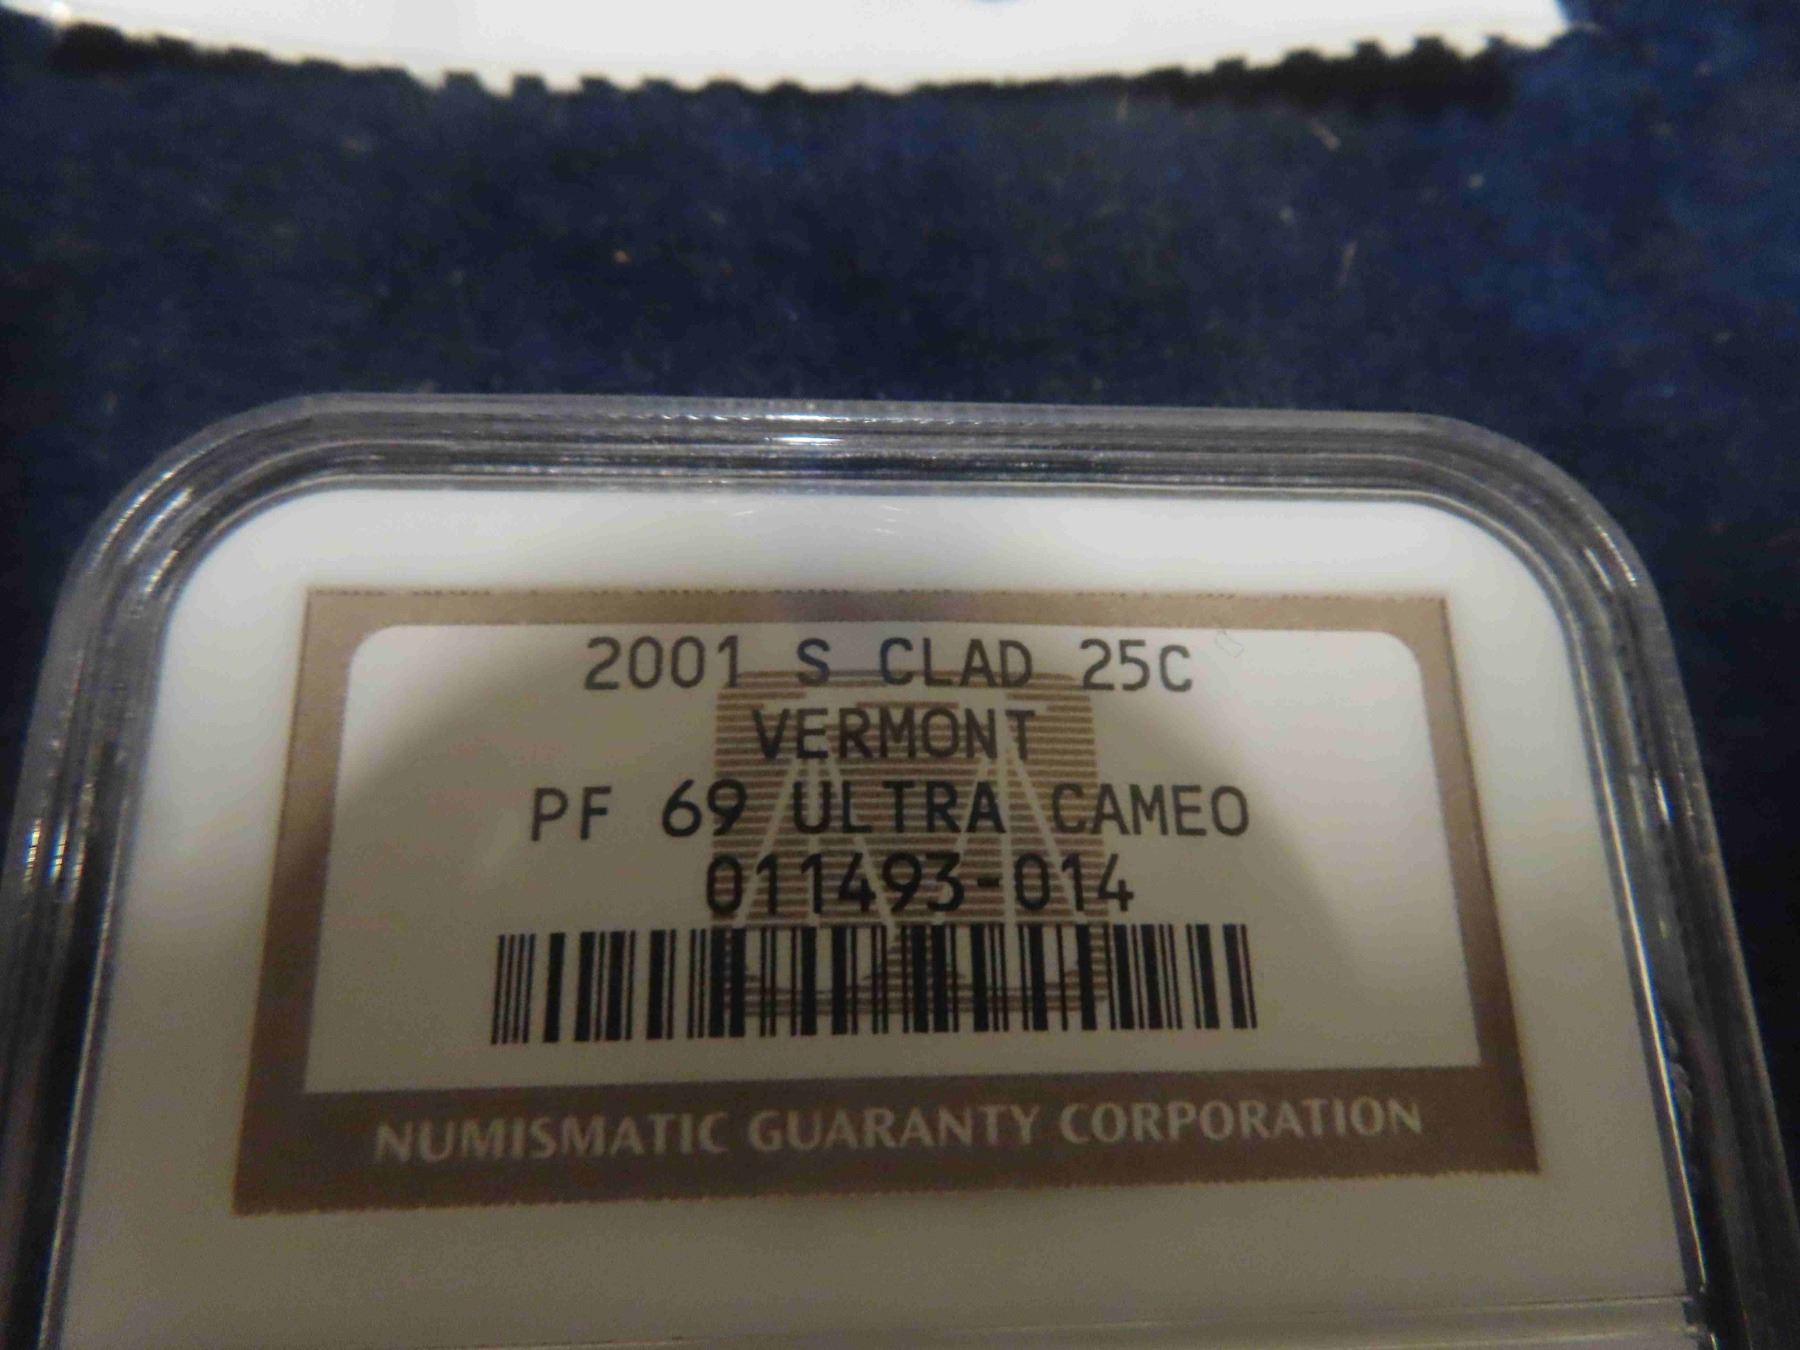 2001 S CLAD 25C
VERMONT
PF 69 ULTRA CAMEO
011493-014
NUMISMATIC GUARANTY CORPORATION